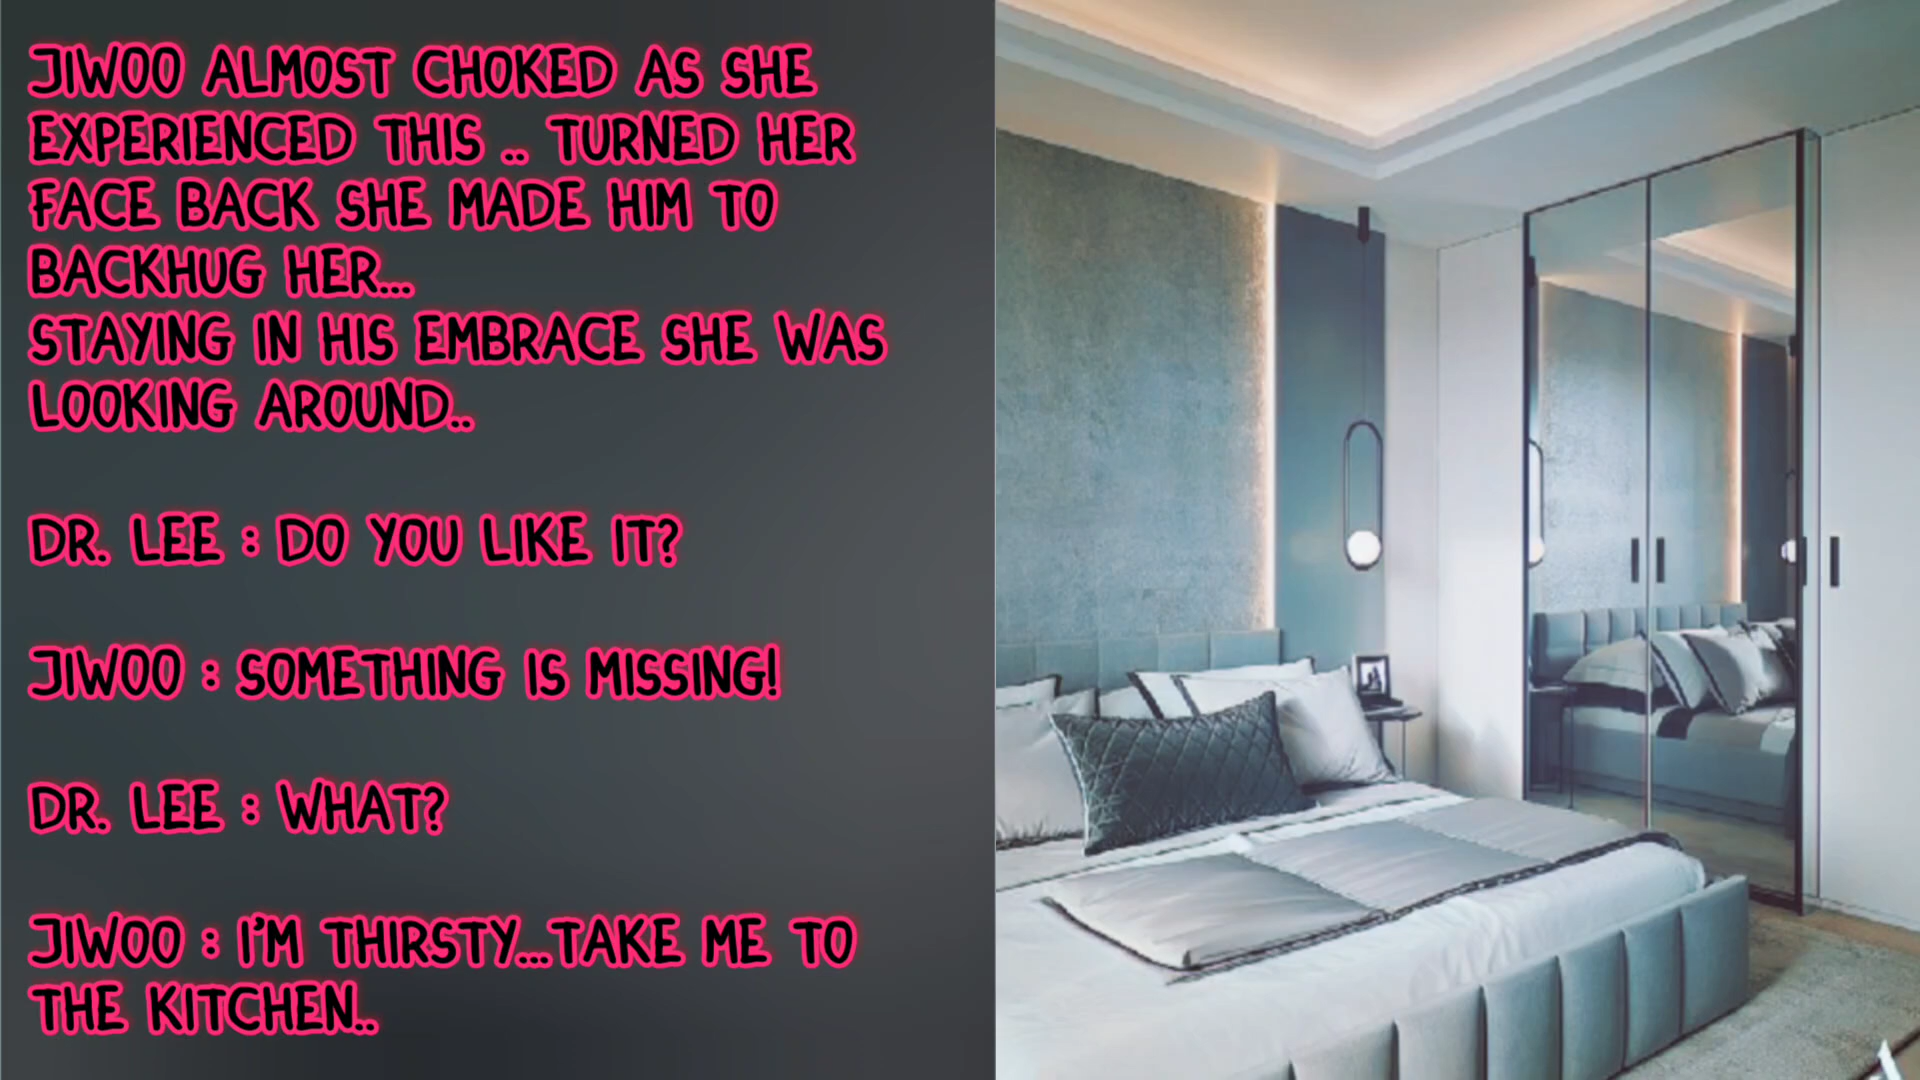 JIWOO ALMOST CHOKED AS SHE
EXPERIENCED THIS .. TURNED HER
FACE BACK SHE MADE HIM TO
BACKHUG HER...
STAYING IN HIS EMBRACE SHE WAS
LOOKING AROUND..
DR. LEE : DO YOU LIKE IT?
JIWOO : SOMETHING IS MISSING!
DR. LEE : WHAT?
JIWOO : I'M THIRSTY...TAKE ME TO
THE KITCHEN..